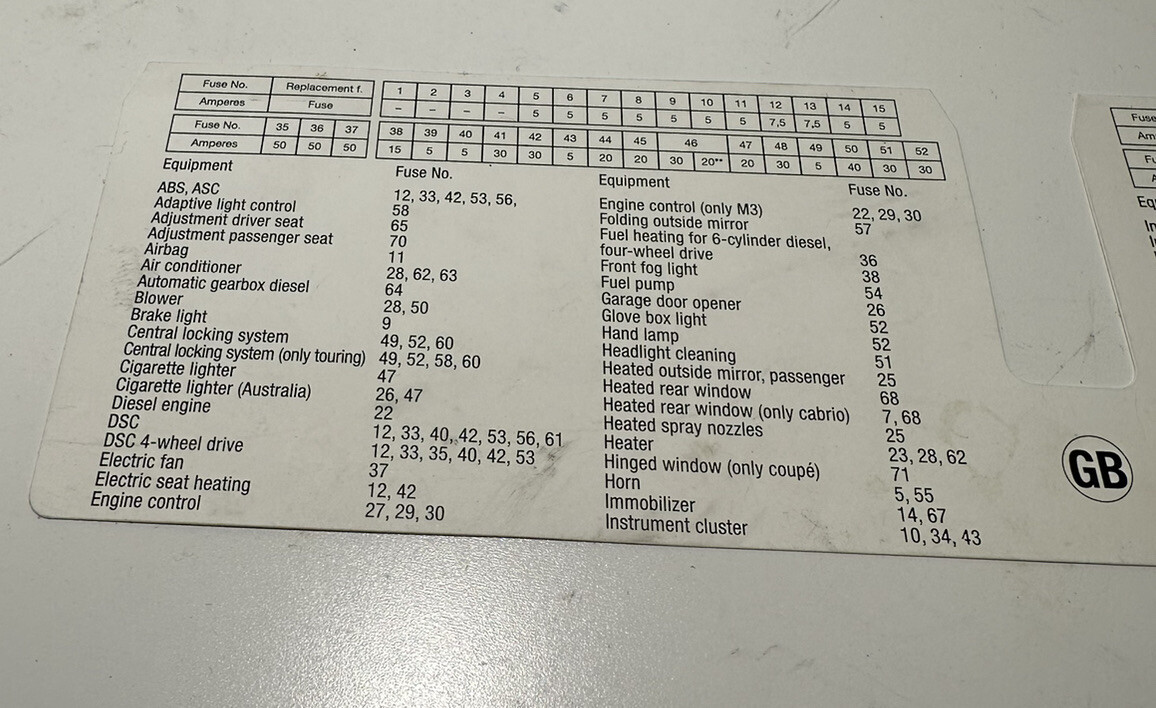 Fuse No. Replacement f. 1 2 3 4 5 6 7 8 9 10 11 12 13 14 15
Amperes Fuse – – – – 5 5 5 5 5 5 5 7,5 7,5 5 5
Fuse No. 35 36 37 38 39 40 41 42 43 44 45 46 47 48 49 50 51 52
Amperes 50 50 50 15 5 5 30 30 5 20 20 30 20** 20 30 5 40 30 30
Equipment Fuse No.
ABS, ASC 12, 33, 42, 53, 56,
Adaptive light control 58
Adjustment driver seat 65
Adjustment passenger seat 70
Airbag 11
Air conditioner 28, 62, 63
Automatic gearbox diesel 64
Blower 28, 50
Brake light 9
Central locking system 49, 52, 60
Central locking system (only touring) 49, 52, 58, 60
Cigarette lighter 47
Cigarette lighter (Australia) 26, 47
Diesel engine 22
DSC 12, 33, 40, 42, 53, 56, 61
DSC 4-wheel drive 12, 33, 35, 40, 42, 53
Electric fan 37
Electric seat heating 12, 42
Engine control 27, 29, 30
Equipment Fuse No.
Engine control (only M3) 22, 29, 30
Folding outside mirror 57
Fuel heating for 6-cylinder diesel,
four-wheel drive 36
Front fog light 38
Fuel pump 54
Garage door opener 26
Glove box light 52
Hand lamp 52
Headlight cleaning 51
Heated outside mirror, passenger 25
Heated rear window 68
Heated rear window (only cabrio) 7, 68
Heated spray nozzles 25
Heater 23, 28, 62
Hinged window (only coupé) 71
Horn 5, 55
Immobilizer 14, 67
Instrument cluster 10, 34, 43
GB
Fuse